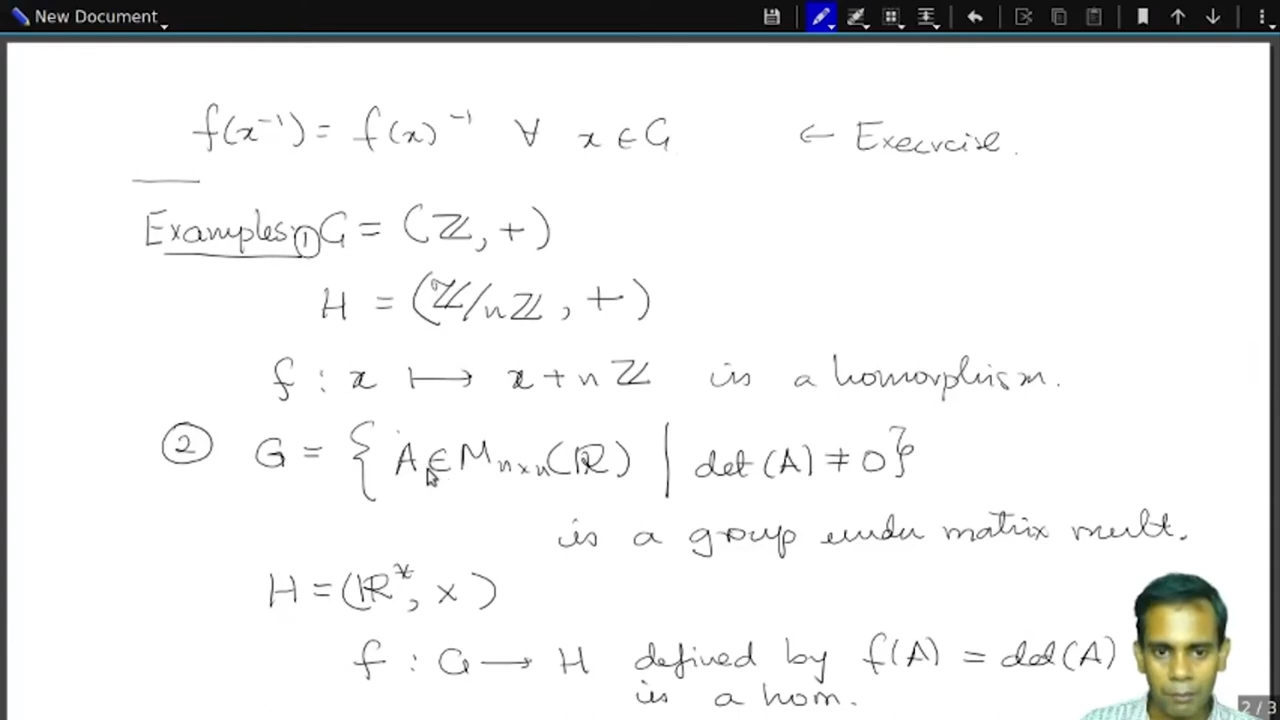 New Document
f(x⁻¹) = f(x)⁻¹ ∀ x ∈ G ← Exercise.
Examples: ① G = (ℤ, +)
H = (ℤ/nℤ, +)
f : x ⟼ x + nℤ is a homorphism.
② G = { A ∈ Mₙₓₙ(ℝ) | det(A) ≠ 0 }
is a group under matrix mult.
H = (ℝ*, ×)
f : G → H defined by f(A) = det(A)
is a hom.
2 / 3